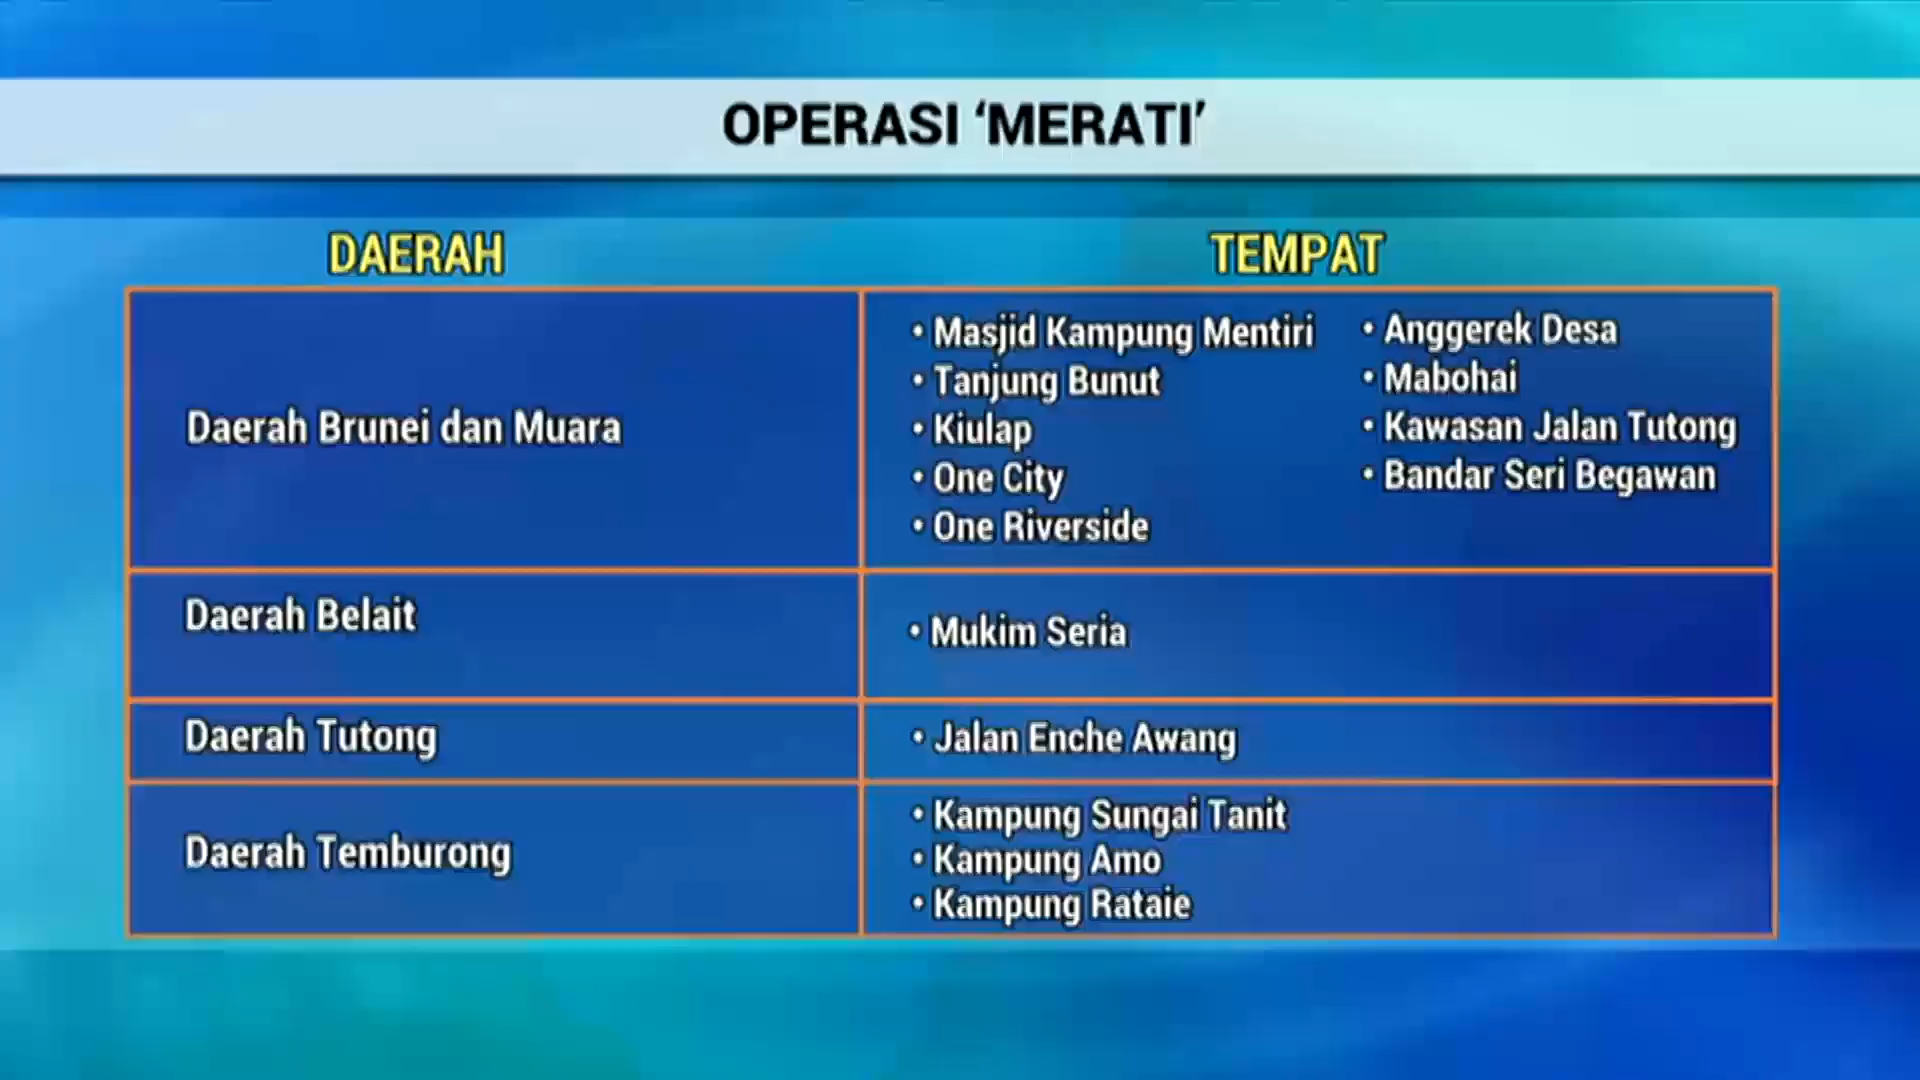 OPERASI ‘MERATI’
DAERAH
TEMPAT
Daerah Brunei dan Muara
• Masjid Kampung Mentiri
• Tanjung Bunut
• Kiulap
• One City
• One Riverside
• Anggerek Desa
• Mabohai
• Kawasan Jalan Tutong
• Bandar Seri Begawan
Daerah Belait
• Mukim Seria
Daerah Tutong
• Jalan Enche Awang
Daerah Temburong
• Kampung Sungai Tanit
• Kampung Amo
• Kampung Rataie